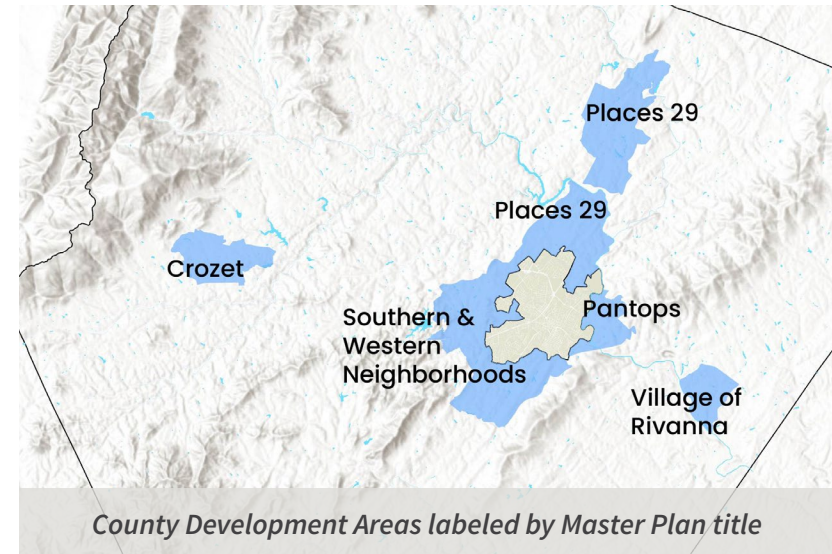 Places 29
Places 29
Crozet
Southern &
Western
Neighborhoods
Pantops
Village of
Rivanna
County Development Areas labeled by Master Plan title